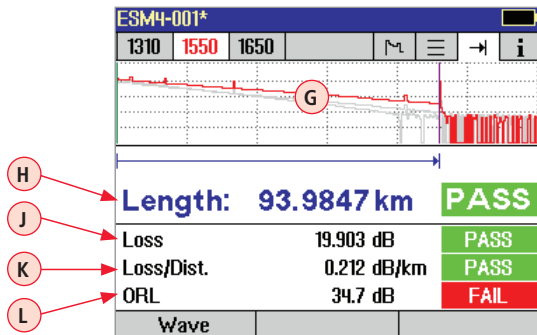 ESM4-001*
1310 1550 1650 i
G
H
Length: 93.9847 km PASS
J
Loss 19.903 dB PASS
K
Loss/Dist. 0.212 dB/km PASS
L
ORL 34.7 dB FAIL
Wave